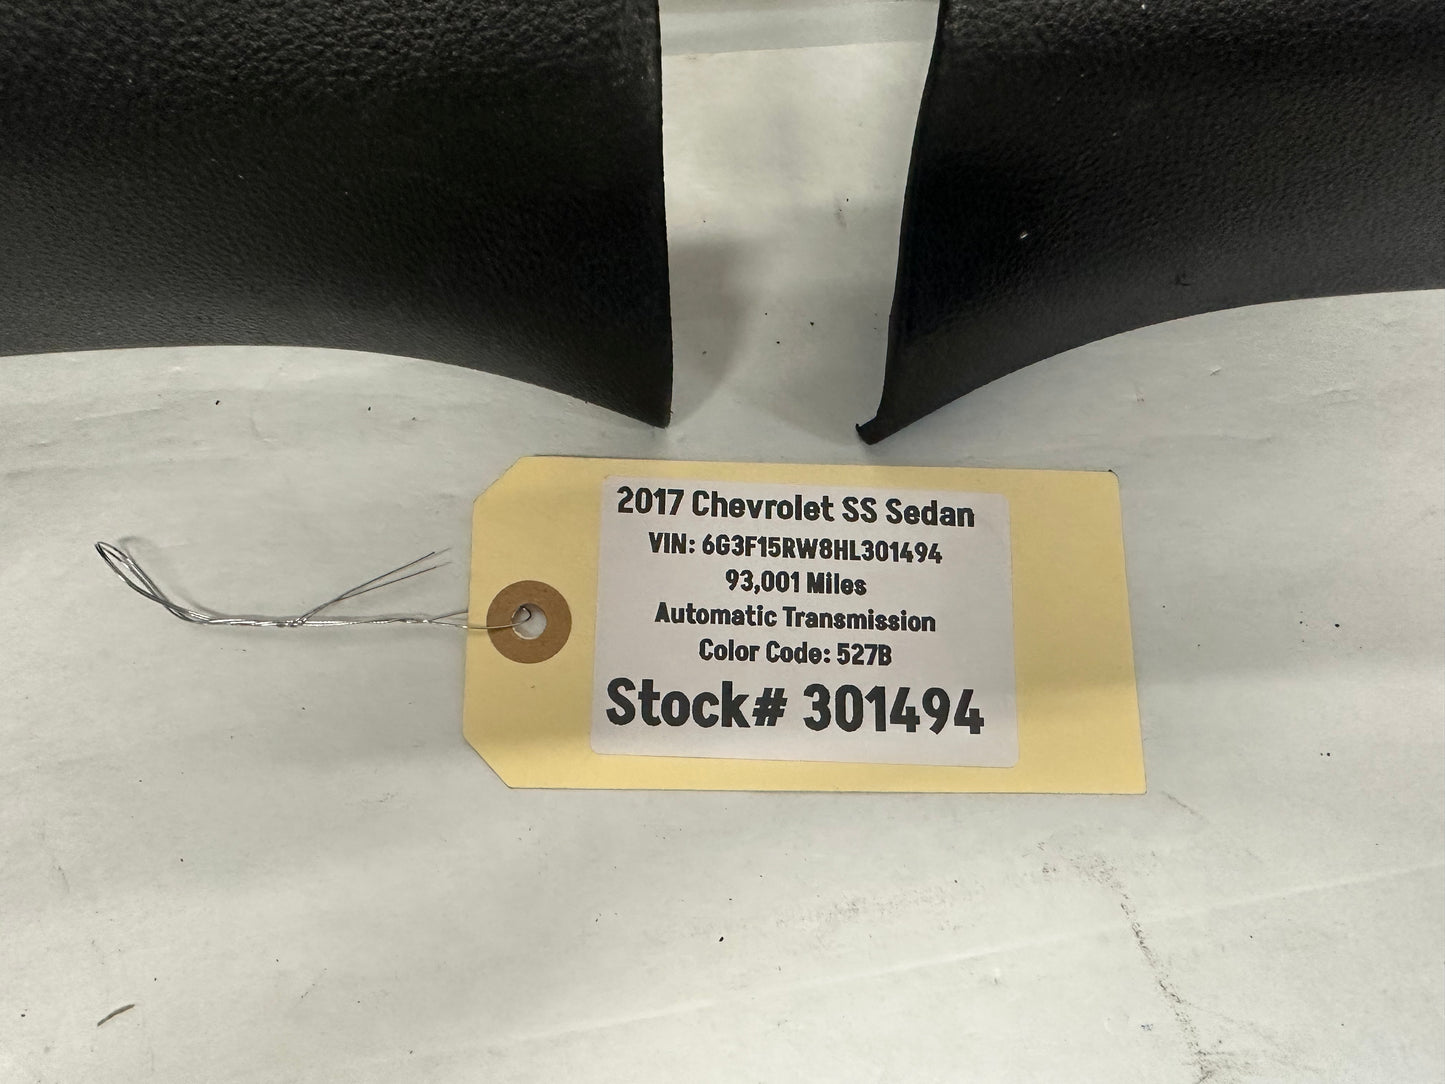 2017 Chevrolet SS Sedan
VIN: 6G3F15RW8HL301494
93,001 Miles
Automatic Transmission
Color Code: 527B
Stock# 301494